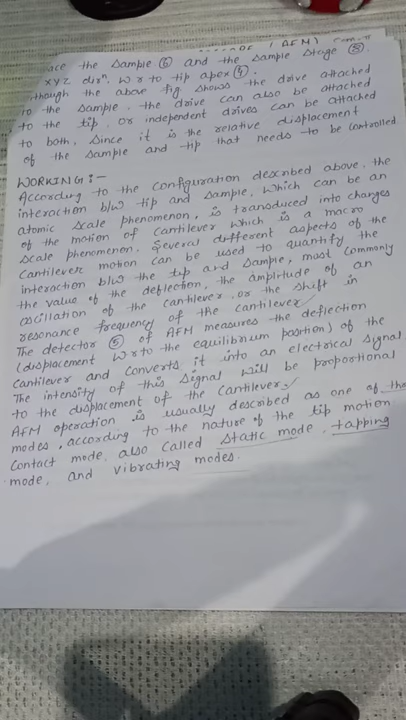 (AFM)
the sample ⑥ and the sample stage ⑧
xyz dirⁿ. w r to tip apex ④.
though the above fig shows the drive attached
to the sample. the drive can also be attached
to the tip. or independent drives can be attached
to both, since it is the relative displacement
of the sample and tip that needs to be controlled
WORKING :-
According to the configuration described above. the
interaction b/w tip and sample, which can be an
atomic scale phenomenon, is transduced into changes
of the motion of cantilever which is a macro
scale phenomenon. Several different aspects of the
cantilever motion can be used to quantify the
interaction b/w the tip and sample, most commonly
the value of the deflection, the amplitude of an
oscillation of the cantilever, or the shift in
resonance frequency of the cantilever
The detector ⑤ of AFM measures the deflection
(displacement w r to the equilibrium position) of the
cantilever and converts it into an electrical signal
The intensity of this signal will be proportional
to the displacement of the cantilever.
AFM operation is usually described as one of the
modes, according to the nature of the tip motion.
Contact mode, also called static mode, tapping
mode, and vibrating modes.